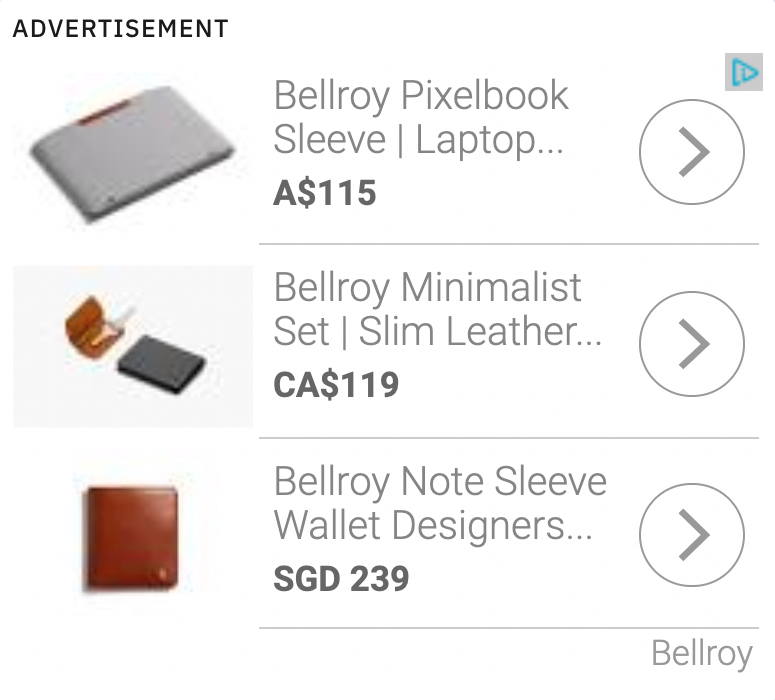 ADVERTISEMENT
Bellroy Pixelbook
Sleeve | Laptop...
A$115
Bellroy Minimalist
Set | Slim Leather...
CA$119
Bellroy Note Sleeve
Wallet Designers...
SGD 239
Bellroy